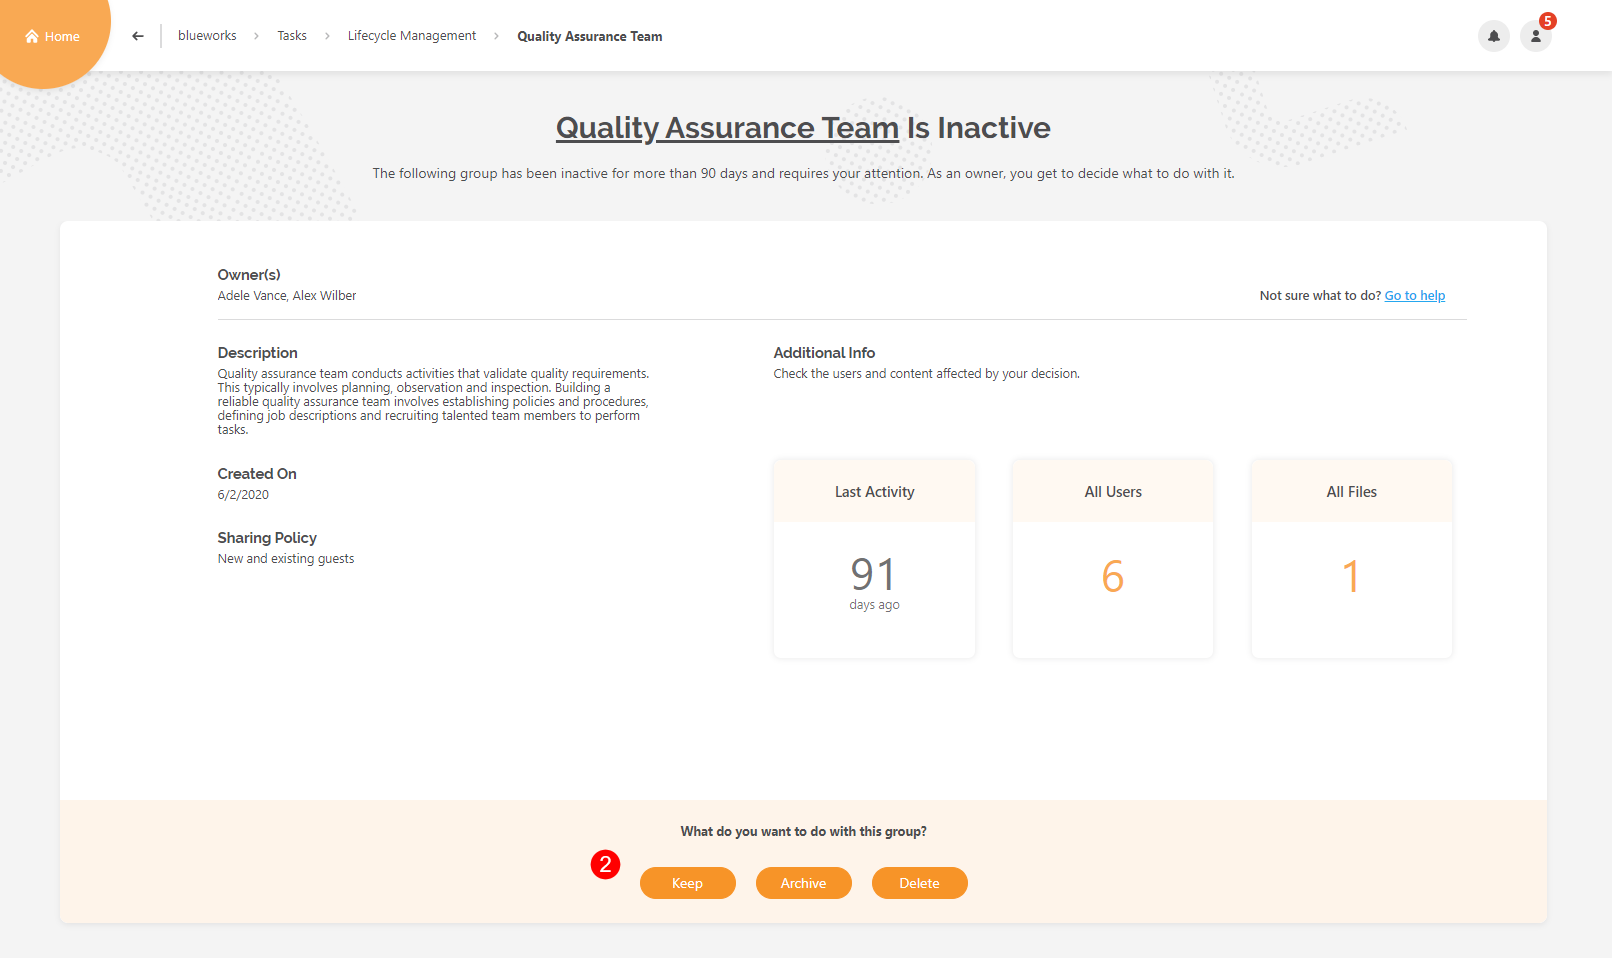 Home
blueworks > Tasks > Lifecycle Management > Quality Assurance Team
5
Quality Assurance Team Is Inactive
The following group has been inactive for more than 90 days and requires your attention. As an owner, you get to decide what to do with it.
Owner(s)
Adele Vance, Alex Wilber
Not sure what to do? Go to help
Description
Quality assurance team conducts activities that validate quality requirements.
This typically involves planning, observation and inspection. Building a
reliable quality assurance team involves establishing policies and procedures,
defining job descriptions and recruiting talented team members to perform
tasks.
Created On
6/2/2020
Sharing Policy
New and existing guests
Additional Info
Check the users and content affected by your decision.
Last Activity
91
days ago
All Users
6
All Files
1
What do you want to do with this group?
2
Keep
Archive
Delete